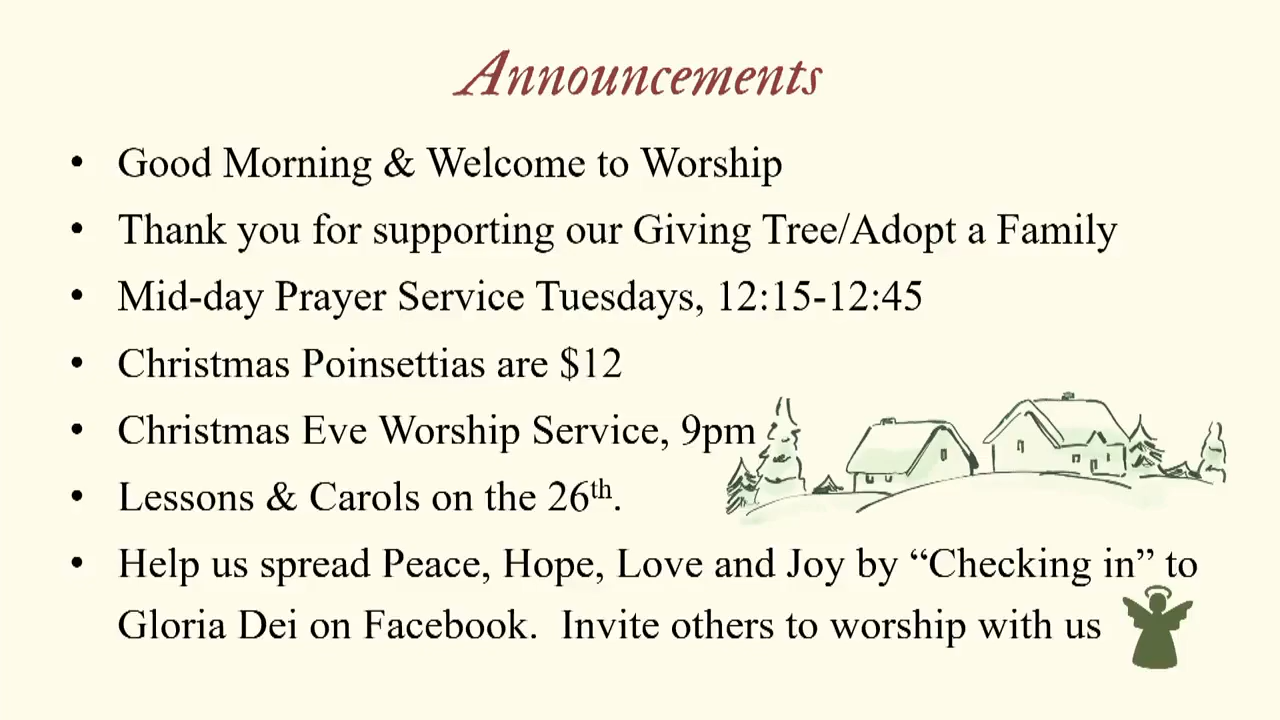 Announcements
• Good Morning & Welcome to Worship
• Thank you for supporting our Giving Tree/Adopt a Family
• Mid-day Prayer Service Tuesdays, 12:15-12:45
• Christmas Poinsettias are $12
• Christmas Eve Worship Service, 9pm
• Lessons & Carols on the 26th.
• Help us spread Peace, Hope, Love and Joy by “Checking in” to
Gloria Dei on Facebook.  Invite others to worship with us